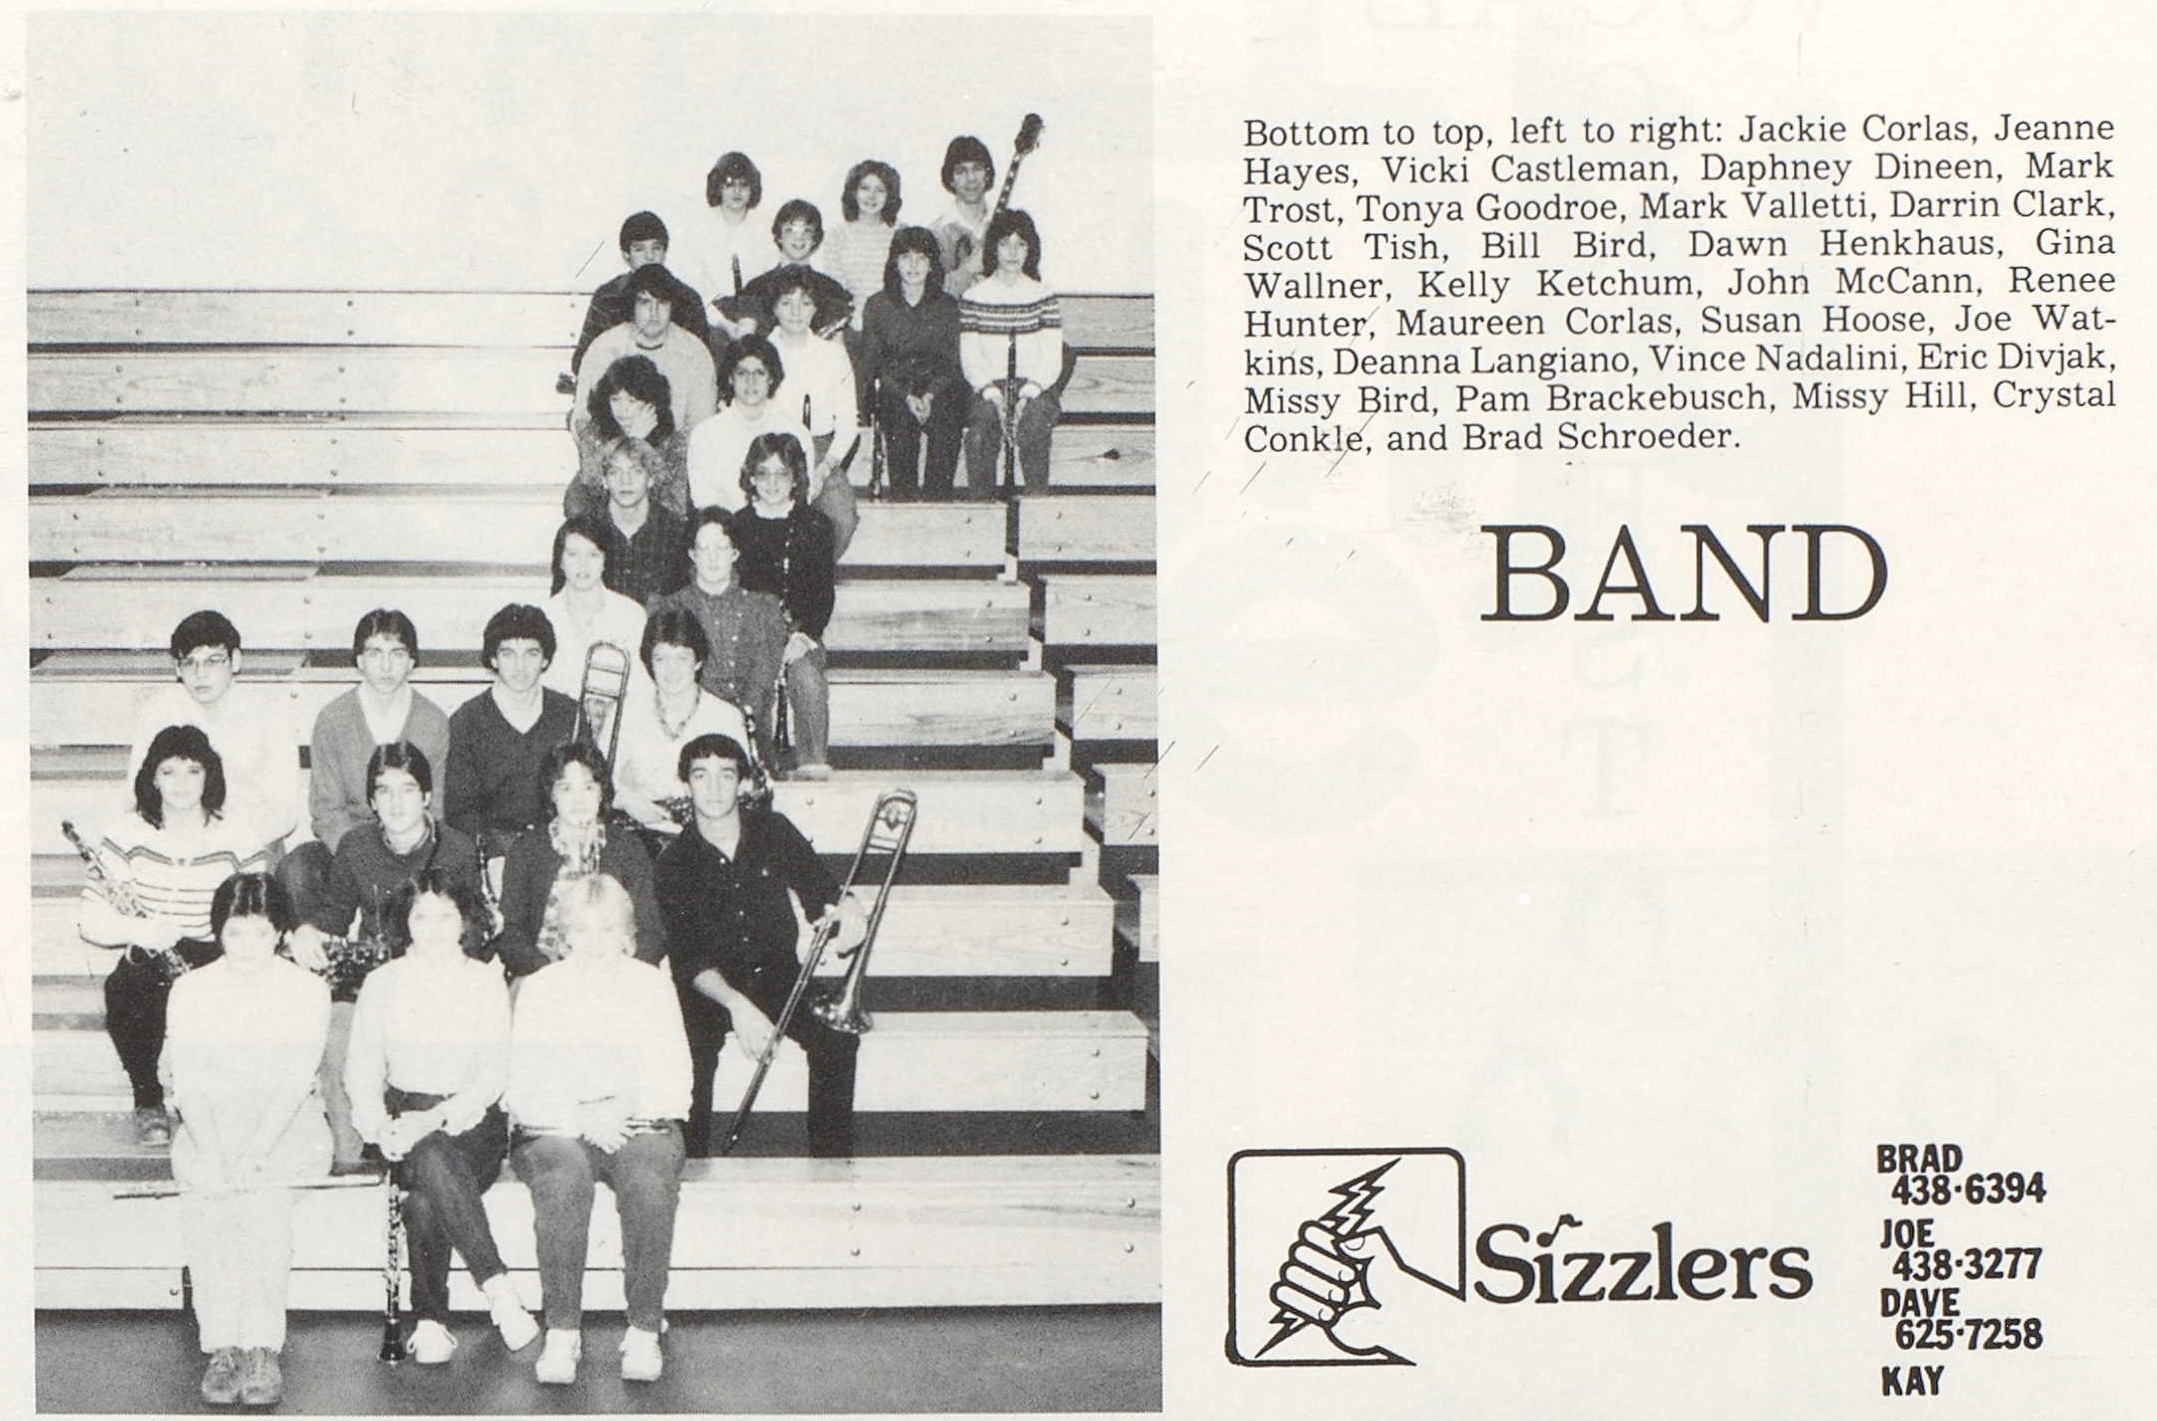 Bottom to top, left to right: Jackie Corlas, Jeanne
Hayes, Vicki Castleman, Daphney Dineen, Mark
Trost, Tonya Goodroe, Mark Valletti, Darrin Clark,
Scott Tish, Bill Bird, Dawn Henkhaus, Gina
Wallner, Kelly Ketchum, John McCann, Renee
Hunter, Maureen Corlas, Susan Hoose, Joe Wat-
kins, Deanna Langiano, Vince Nadalini, Eric Divjak,
Missy Bird, Pam Brackebusch, Missy Hill, Crystal
Conkle, and Brad Schroeder.
BAND
Sizzlers
BRAD
438·6394
JOE
438·3277
DAVE
625·7258
KAY